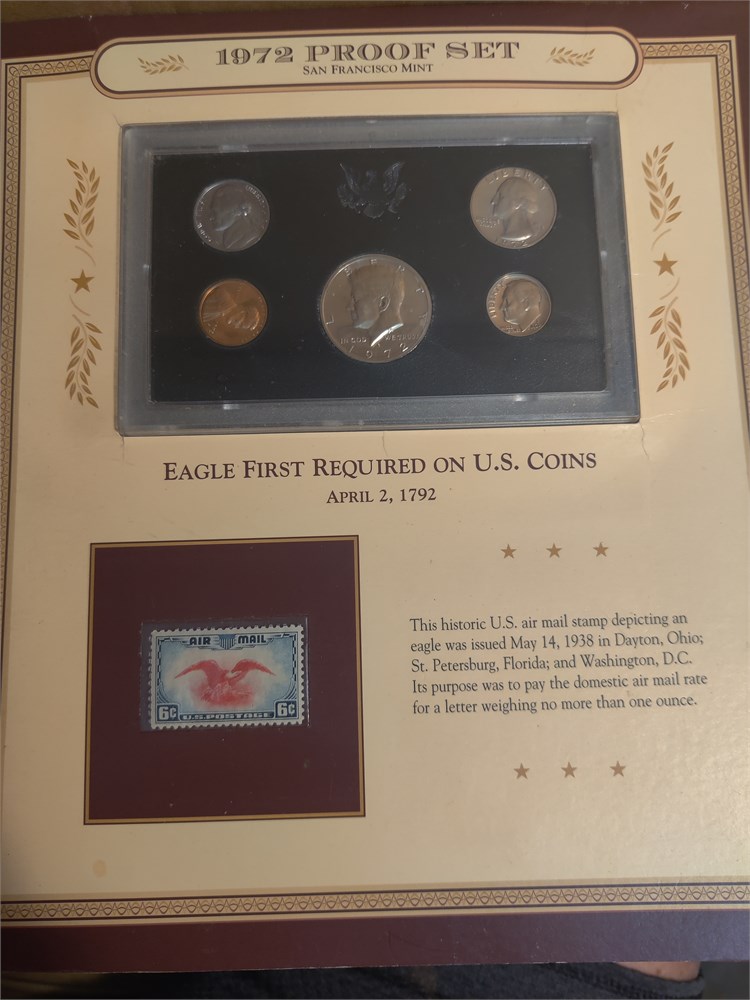 1972 PROOF SET
SAN FRANCISCO MINT
LIBERTY
LIBERTY
IN GOD WE TRUST
1972
EAGLE FIRST REQUIRED ON U.S. COINS
APRIL 2, 1792
This historic U.S. air mail stamp depicting an
eagle was issued May 14, 1938 in Dayton, Ohio;
St. Petersburg, Florida; and Washington, D.C.
Its purpose was to pay the domestic air mail rate
for a letter weighing no more than one ounce.
AIR MAIL
6¢ U.S. POSTAGE 6¢